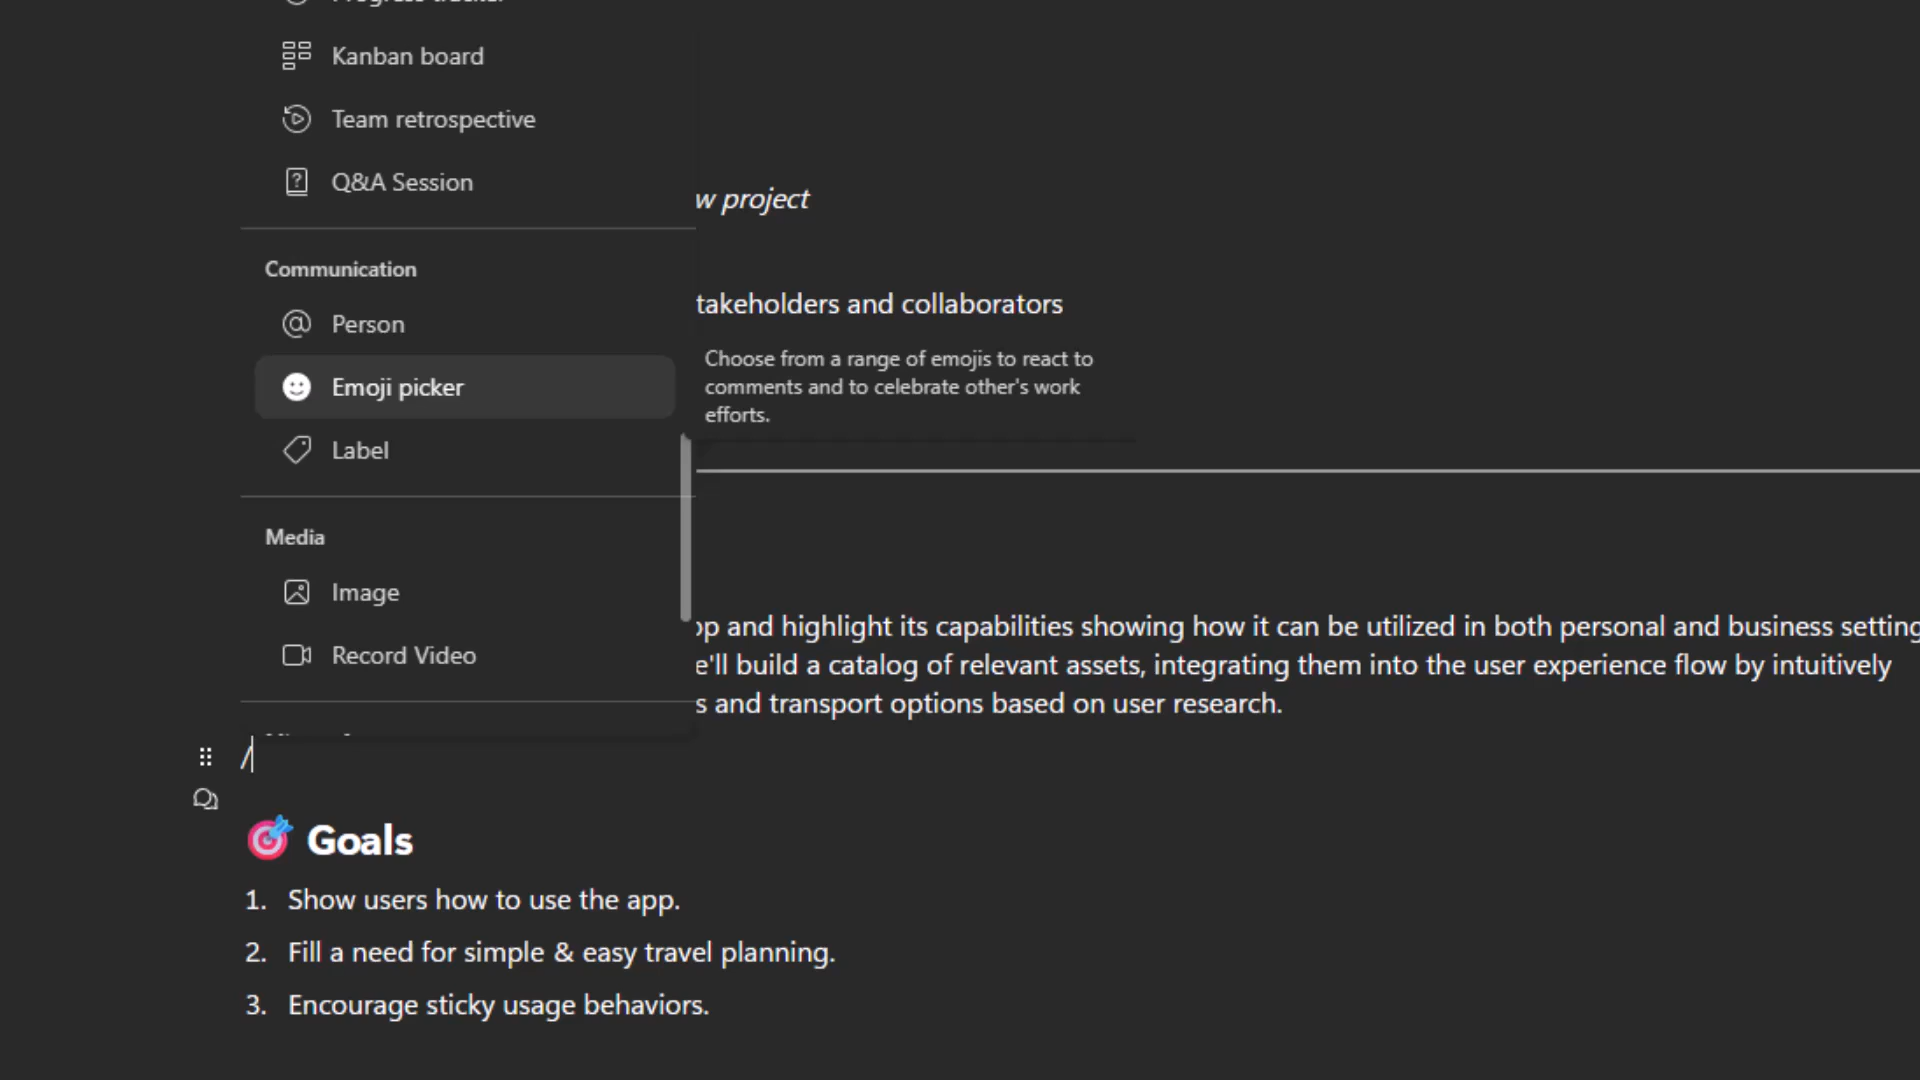 Progress tracker
Kanban board
Team retrospective
Q&A Session
w project
Communication
takeholders and collaborators
Person
Choose from a range of emojis to react to
Emoji picker
comments and to celebrate other's work
efforts.
Label
Media
Image
pp and highlight its capabilities showing how it can be utilized in both personal and business setting
Record Video
e'll build a catalog of relevant assets, integrating them into the user experience flow by intuitively
s and transport options based on user research.
/
Goals
1. Show users how to use the app.
2. Fill a need for simple & easy travel planning.
3. Encourage sticky usage behaviors.